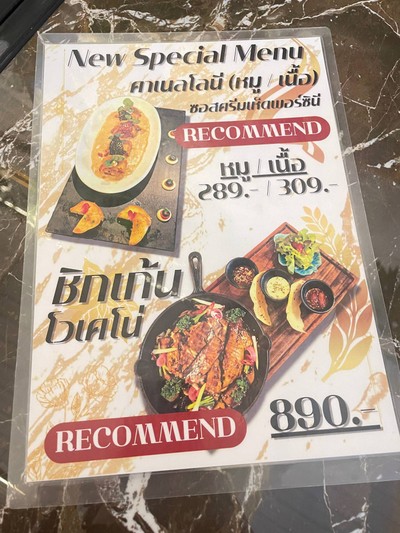 New Special Menu
คาเนลโลนี (หมู / เนื้อ)
ซอสครีมเห็ดพอร์ซินี
RECOMMEND
หมู / เนื้อ
289.- / 309.-
ชิกเก้น
โวเคโน่
890.-
RECOMMEND